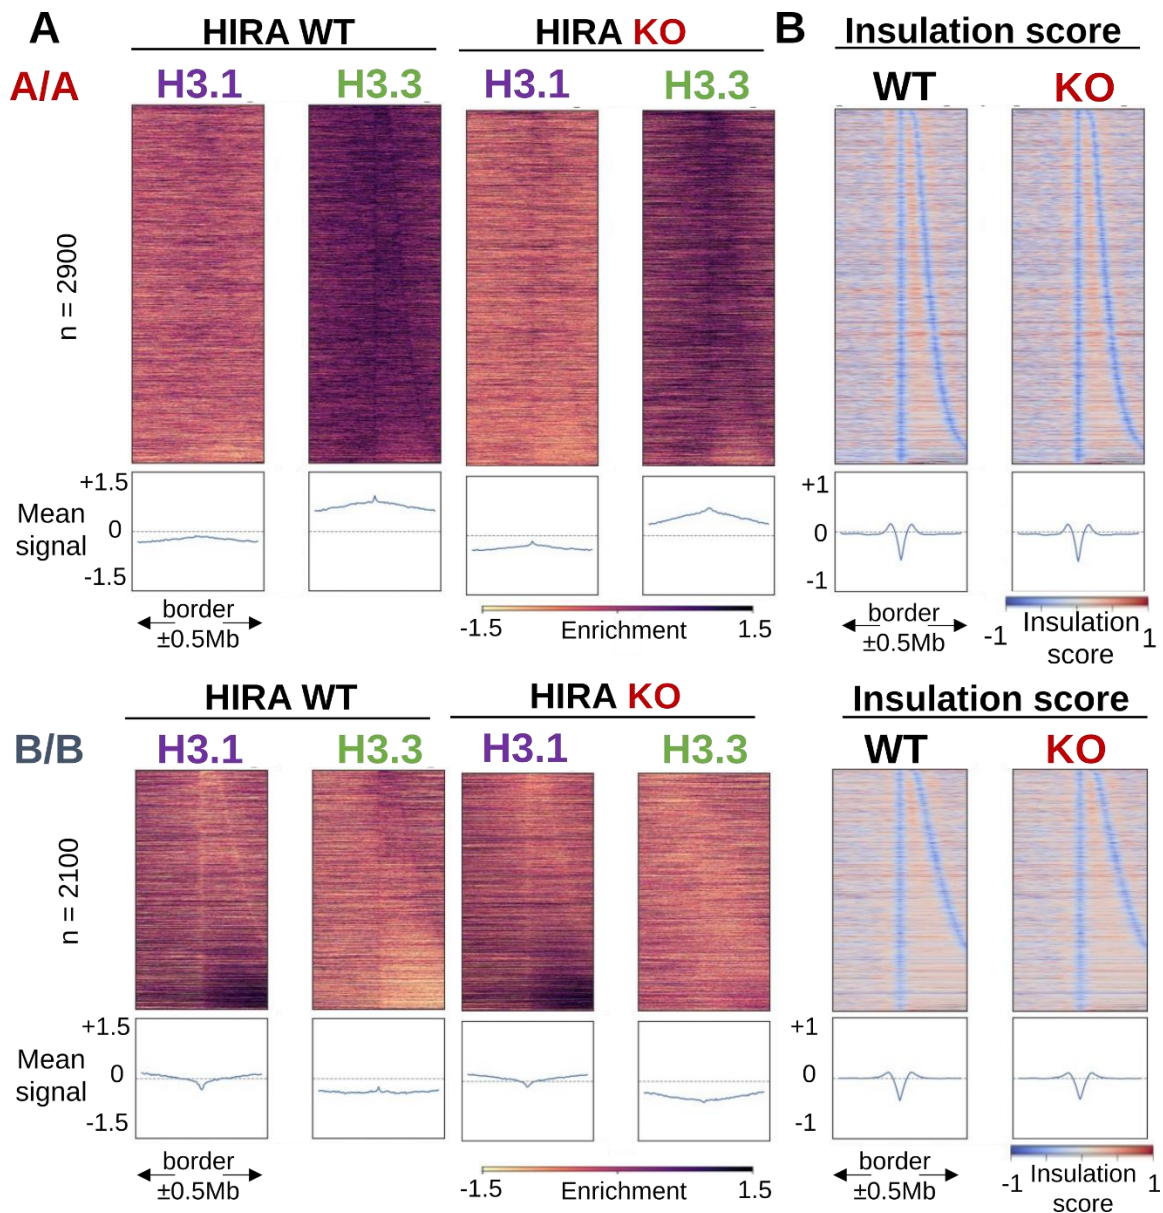 A
HIRA WT
HIRA KO
B
Insulation score
A/A
H3.1
H3.3
H3.1
H3.3
WT
KO
n = 2900
+1.5
Mean
signal
0
-1.5
+1
0
-1
border
±0.5Mb
-1.5
Enrichment
1.5
border
±0.5Mb
-1
Insulation
score
1
HIRA WT
HIRA KO
Insulation score
B/B
H3.1
H3.3
H3.1
H3.3
WT
KO
n = 2100
+1.5
Mean
signal
0
-1.5
+1
0
-1
border
±0.5Mb
-1.5
Enrichment
1.5
border
±0.5Mb
-1
Insulation
score
1